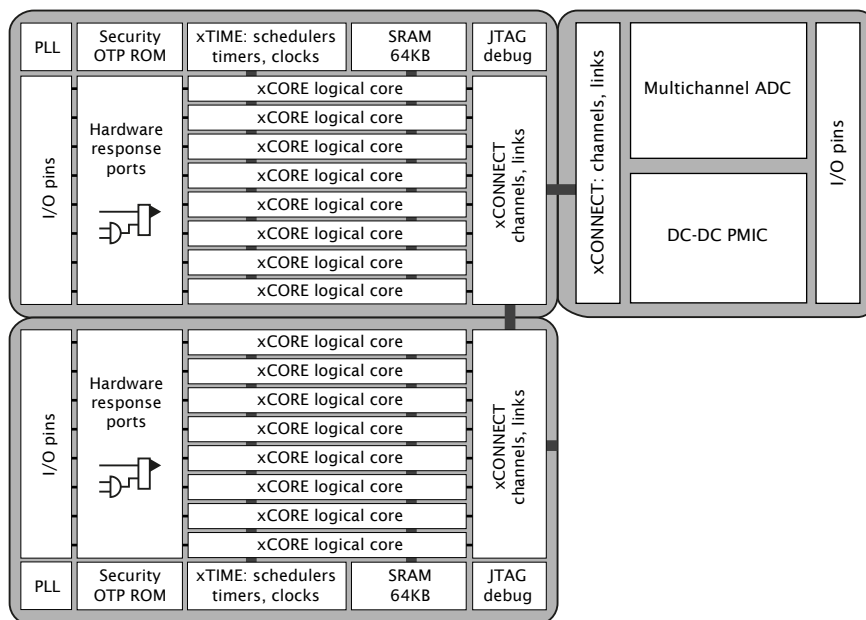 PLL
Security
OTP ROM
xTIME: schedulers
timers, clocks
SRAM
64KB
JTAG
debug
I/O pins
Hardware
response
ports
xCORE logical core
xCORE logical core
xCORE logical core
xCORE logical core
xCORE logical core
xCORE logical core
xCORE logical core
xCORE logical core
xCONNECT
channels, links
xCONNECT: channels, links
Multichannel ADC
DC-DC PMIC
I/O pins
I/O pins
Hardware
response
ports
xCORE logical core
xCORE logical core
xCORE logical core
xCORE logical core
xCORE logical core
xCORE logical core
xCORE logical core
xCORE logical core
xCONNECT
channels, links
PLL
Security
OTP ROM
xTIME: schedulers
timers, clocks
SRAM
64KB
JTAG
debug